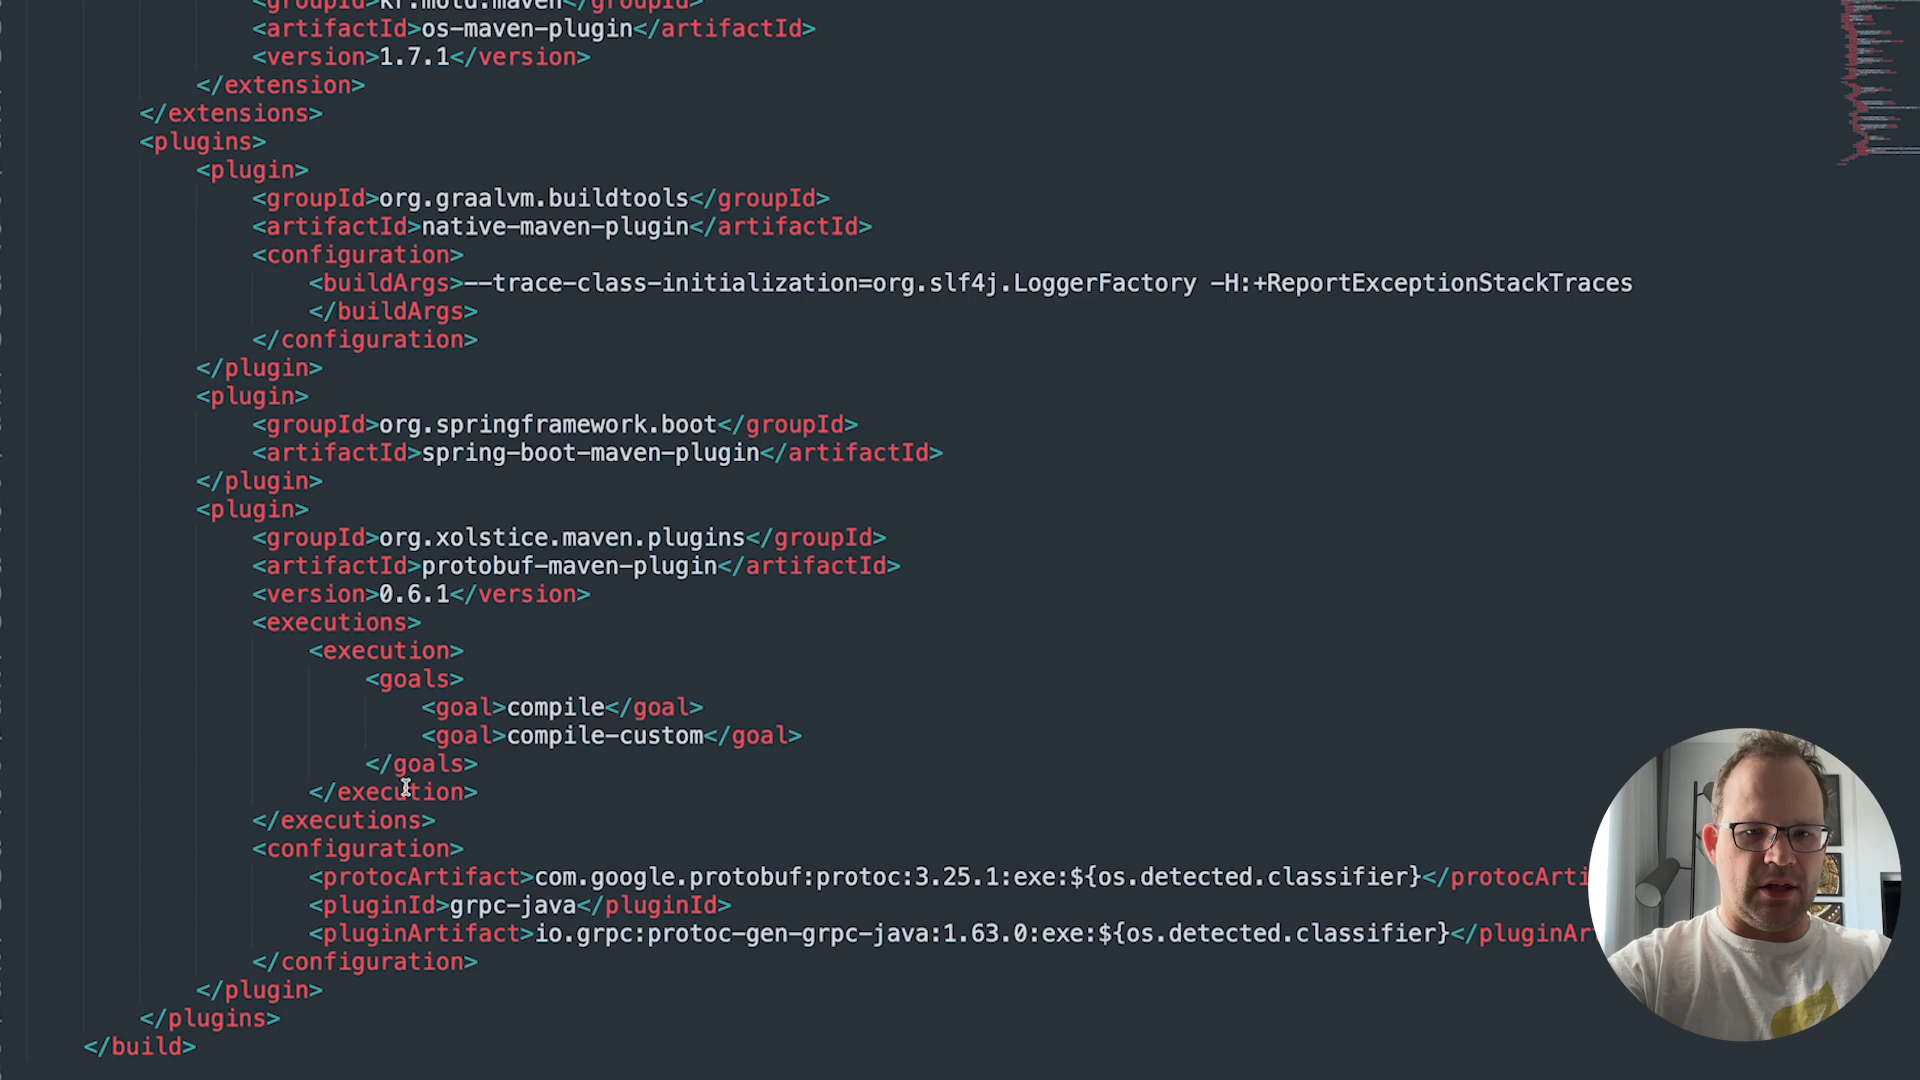 <groupId>kr.motd.maven</groupId>
<artifactId>os-maven-plugin</artifactId>
<version>1.7.1</version>
</extension>
</extensions>
<plugins>
<plugin>
<groupId>org.graalvm.buildtools</groupId>
<artifactId>native-maven-plugin</artifactId>
<configuration>
<buildArgs>--trace-class-initialization=org.slf4j.LoggerFactory -H:+ReportExceptionStackTraces
</buildArgs>
</configuration>
</plugin>
<plugin>
<groupId>org.springframework.boot</groupId>
<artifactId>spring-boot-maven-plugin</artifactId>
</plugin>
<plugin>
<groupId>org.xolstice.maven.plugins</groupId>
<artifactId>protobuf-maven-plugin</artifactId>
<version>0.6.1</version>
<executions>
<execution>
<goals>
<goal>compile</goal>
<goal>compile-custom</goal>
</goals>
</execution>
</executions>
<configuration>
<protocArtifact>com.google.protobuf:protoc:3.25.1:exe:${os.detected.classifier}</protocArti
<pluginId>grpc-java</pluginId>
<pluginArtifact>io.grpc:protoc-gen-grpc-java:1.63.0:exe:${os.detected.classifier}</pluginAr
</configuration>
</plugin>
</plugins>
</build>